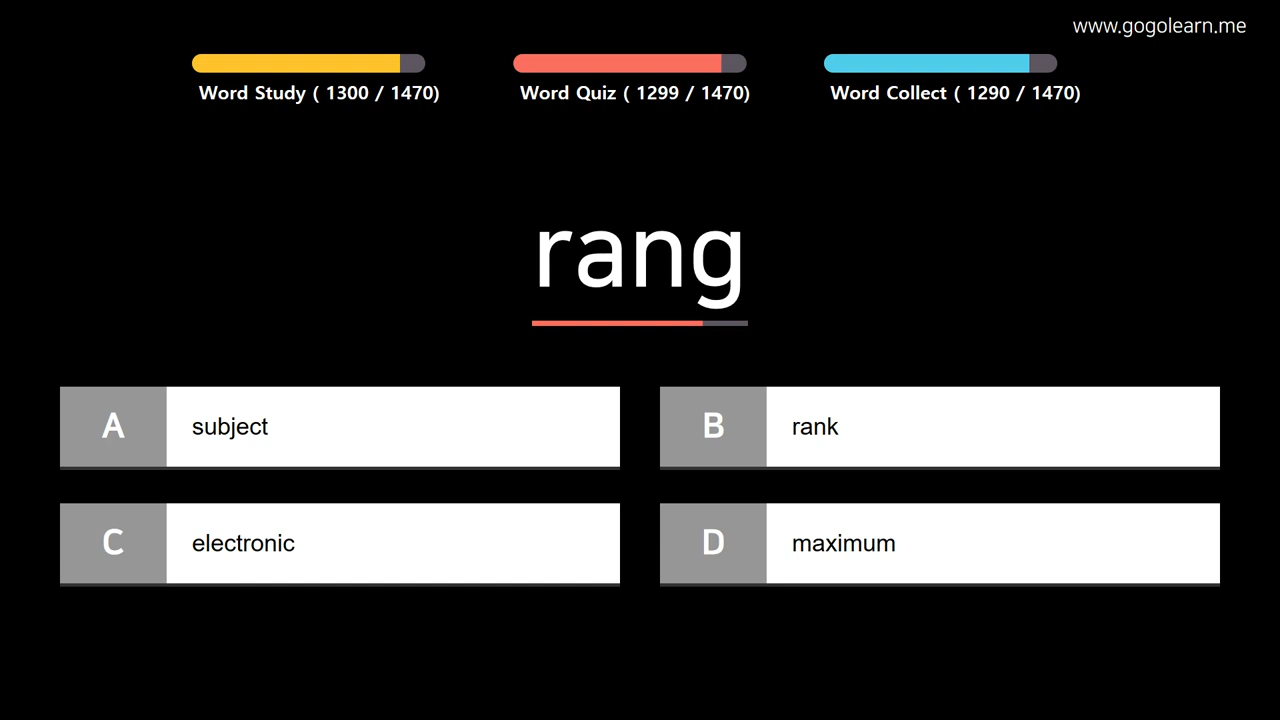 www.gogolearn.me
Word Study ( 1300 / 1470)
Word Quiz ( 1299 / 1470)
Word Collect ( 1290 / 1470)
rang
A subject
B rank
C electronic
D maximum